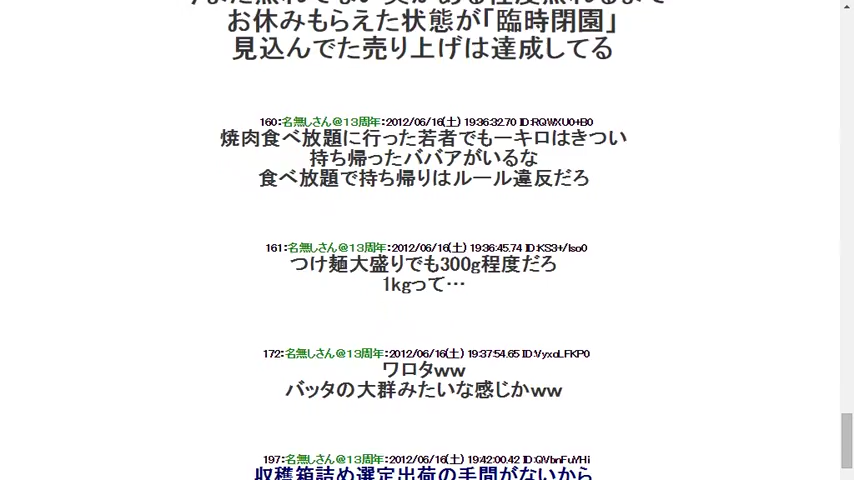 お休みもらえた状態が「臨時閉園」
見込んでた売り上げは達成してる
160：名無しさん＠13周年：2012/06/16(土) 19:36:32.70 ID:RQWXU0+B0
焼肉食べ放題に行った若者でも一キロはきつい
持ち帰ったババアがいるな
食べ放題で持ち帰りはルール違反だろ
161：名無しさん＠13周年：2012/06/16(土) 19:36:45.74 ID:KS3+/Iso0
つけ麺大盛りでも300g程度だろ
1kgって…
172：名無しさん＠13周年：2012/06/16(土) 19:37:54.65 ID:VyxoLFKP0
ワロタｗｗ
バッタの大群みたいな感じかｗｗ
197：名無しさん＠13周年：2012/06/16(土) 19:42:00.42 ID:QVbnFuYHi
収穫箱詰め選定出荷の手間がないから